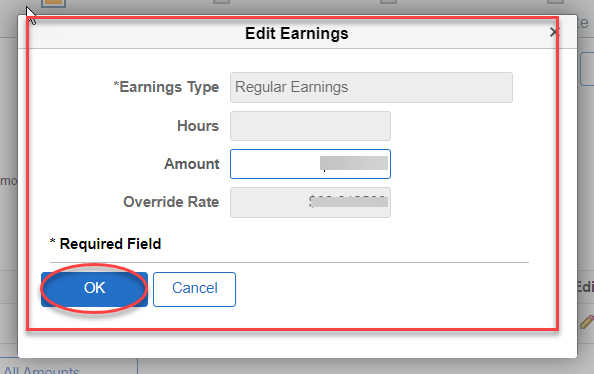 Edit Earnings
×
*Earnings Type
Regular Earnings
Hours
Amount
Override Rate
* Required Field
OK
Cancel
All Amounts